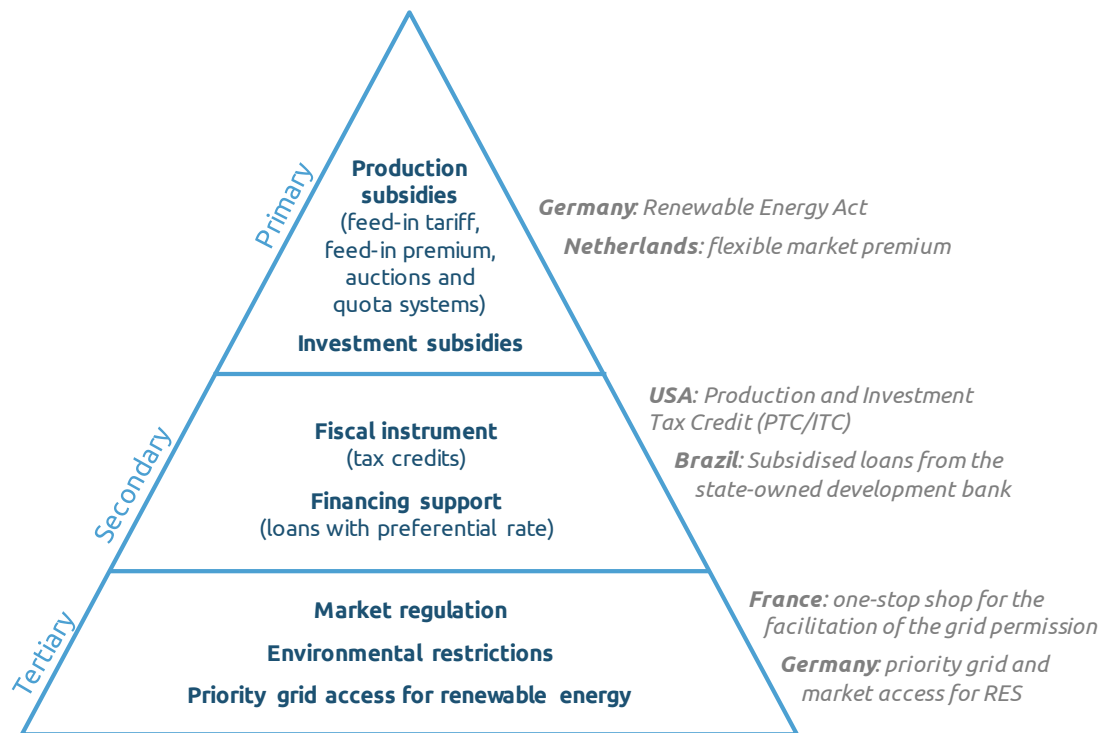 Primary
Production
subsidies
(feed-in tariff,
feed-in premium,
auctions and
quota systems)
Investment subsidies
Germany: Renewable Energy Act
Netherlands: flexible market premium
Secondary
Fiscal instrument
(tax credits)
Financing support
(loans with preferential rate)
USA: Production and Investment
Tax Credit (PTC/ITC)
Brazil: Subsidised loans from the
state-owned development bank
Tertiary
Market regulation
Environmental restrictions
Priority grid access for renewable energy
France: one-stop shop for the
facilitation of the grid permission
Germany: priority grid and
market access for RES